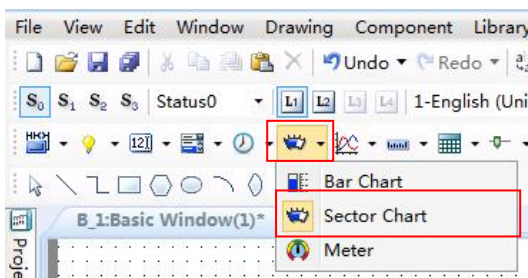 File View Edit Window Drawing Component Library
Undo Redo
S0 S1 S2 S3 Status0 L1 L2 L3 L4 1-English (Uni
12
Bar Chart
B_1:Basic Window(1)* Sector Chart
Meter
Proje